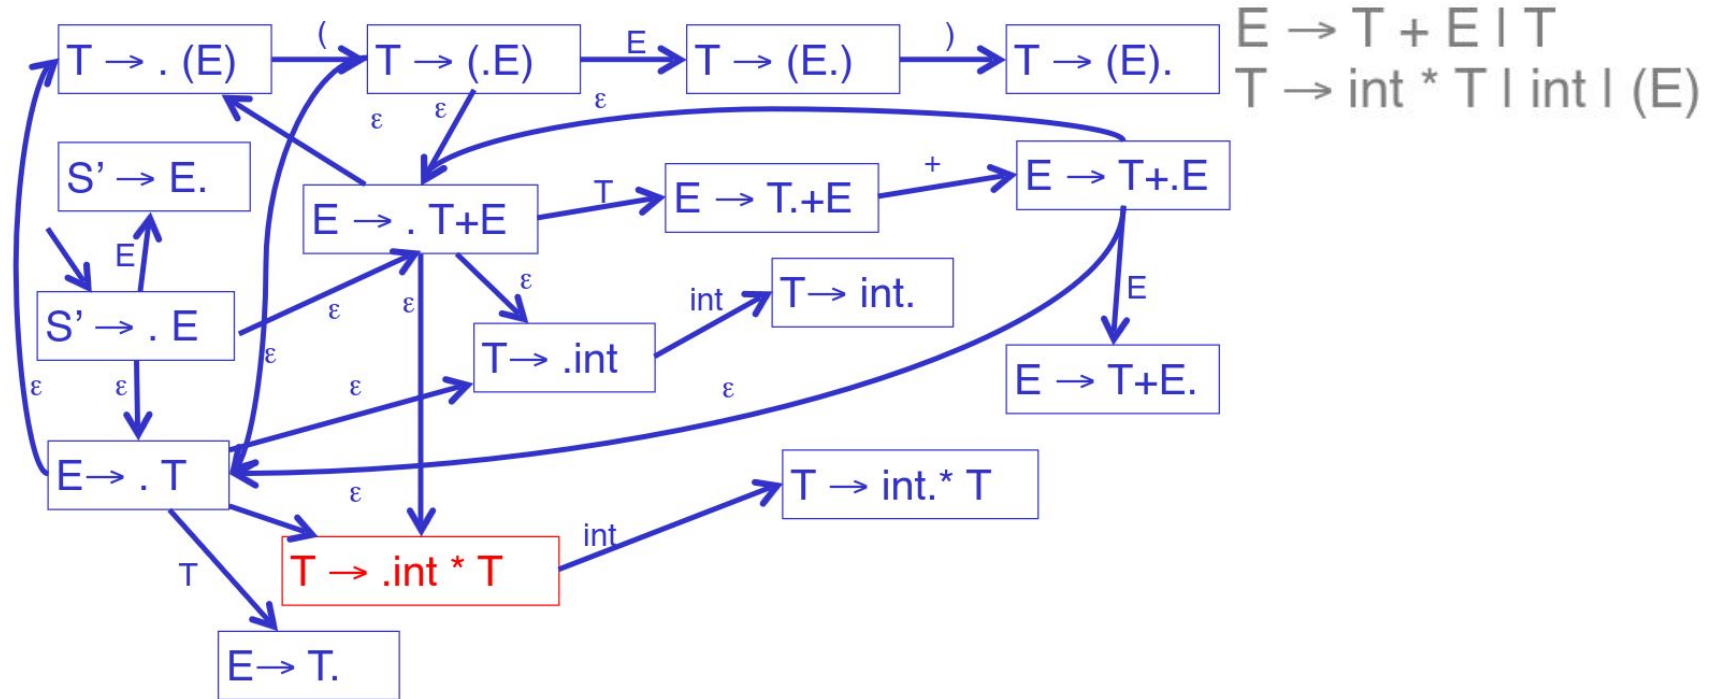 E → T + E | T
T → int * T | int | (E)
T → . (E)
(
T → (.E)
E
T → (E.)
)
T → (E).
ε
ε
ε
S’ → E.
E → . T+E
T
E → T.+E
+
E → T+.E
E
S’ → . E
ε
ε
ε
int
T→ int.
E
T→ .int
ε
ε
ε
ε
ε
E → T+E.
E→ . T
ε
T → int.* T
int
T → .int * T
T
E→ T.